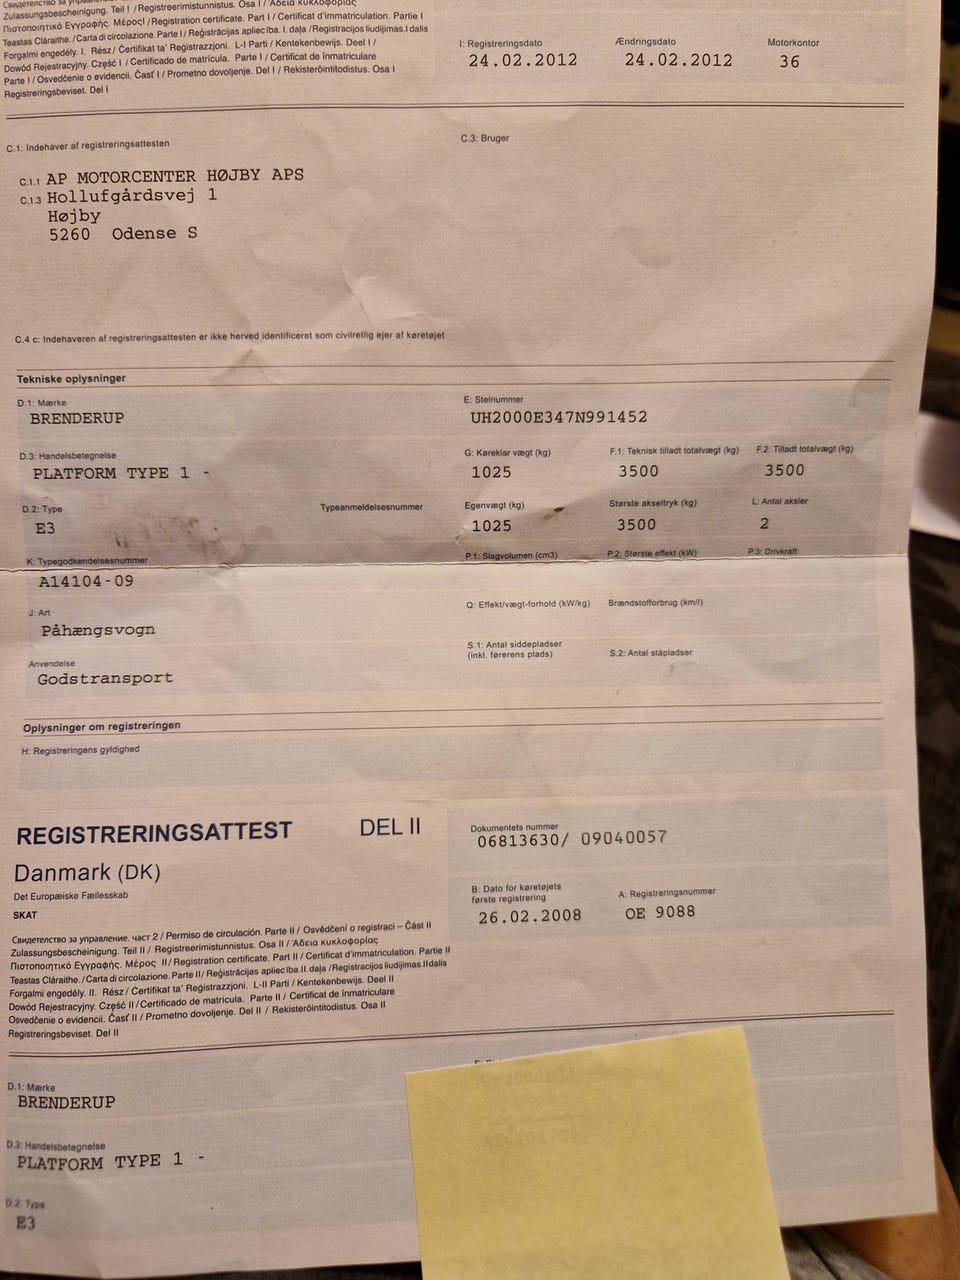 Zulassungsbescheinigung. Teil I / Registreerimistunnistus. Osa I / Άδεια κυκλοφορίας
Πιστοποιητικό Εγγραφής. ΜέροςI / Registration certificate. Part I / Certificat d'immatriculation. Partie I
Teastas Cláraithe. / Carta di circolazione. Parte I / Reģistrācijas apliecība. I. daļa / Registracijos liudijimas.I dalis
Forgalmi engedély. I. Rész / Ċertifikat ta' Reġistrazzjoni. L-I Parti / Kentekenbewijs. Deel I /
Dowód Rejestracyjny. Część I / Certificado de matrícula. Parte I / Certificat de înmatriculare
Parte I / Osvedčenie o evidencii. Časť I / Prometno dovoljenje. Del I / Rekisteröintitodistus. Osa I
Registreringsbeviset. Del I
I: Registreringsdato
Ændringsdato
Motorkontor
24.02.2012
24.02.2012
36
C.1: Indehaver af registreringsattesten
C.3: Bruger
C.1.1 AP MOTORCENTER HØJBY APS
C.1.3 Hollufgårdsvej 1
Højby
5260 Odense S
C.4 c: Indehaveren af registreringsattesten er ikke herved identificeret som civilretlig ejer af køretøjet
Tekniske oplysninger
D.1: Mærke
E: Stelnummer
BRENDERUP
UH2000E347N991452
D.3: Handelsbetegnelse
G: Køreklar vægt (kg)
F.1: Teknisk tilladt totalvægt (kg)
F.2: Tilladt totalvægt (kg)
PLATFORM TYPE 1 -
1025
3500
3500
D.2: Type
Typeanmeldelsesnummer
Egenvægt (kg)
Største akseltryk (kg)
L: Antal aksler
E3
1025
3500
2
K: Typegodkendelsesnummer
P.1: Slagvolumen (cm3)
P.2: Største effekt (kW)
P.3: Drivkraft
A14104-09
J: Art
Q: Effekt/vægt-forhold (kW/kg)
Brændstofforbrug (km/l)
Påhængsvogn
S.1: Antal siddepladser
(inkl. førerens plads)
S.2: Antal ståpladser
Anvendelse
Godstransport
Oplysninger om registreringen
H: Registreringens gyldighed
REGISTRERINGSATTEST DEL II
Dokumentets nummer
06813630/ 09040057
Danmark (DK)
Det Europæiske Fællesskab
B: Dato for køretøjets
første registrering
A: Registreringsnummer
26.02.2008
OE 9088
SKAT
Свидетелство за управление. част 2 / Permiso de circulación. Parte II / Osvědčení o registraci – Část II
Zulassungsbescheinigung. Teil II / Registreerimistunnistus. Osa II / Άδεια κυκλοφορίας
Πιστοποιητικό Εγγραφής. Μέρος II / Registration certificate. Part II / Certificat d'immatriculation. Partie II
Teastas Cláraithe. /Carta di circolazione. Parte II / Reģistrācijas apliecība.II. daļa /Registracijos liudijimas.II dalis
Forgalmi engedély. II. Rész / Ċertifikat ta' Reġistrazzjoni. L-II Parti / Kentekenbewijs. Deel II
Dowód Rejestracyjny. Część II / Certificado de matrícula. Parte II / Certificat de înmatriculare
Osvedčenie o evidencii. Časť II / Prometno dovoljenje. Del II / Rekisteröintitodistus. Osa II
Registreringsbeviset. Del II
D.1: Mærke
BRENDERUP
D.3: Handelsbetegnelse
PLATFORM TYPE 1 -
D.2: Type
E3